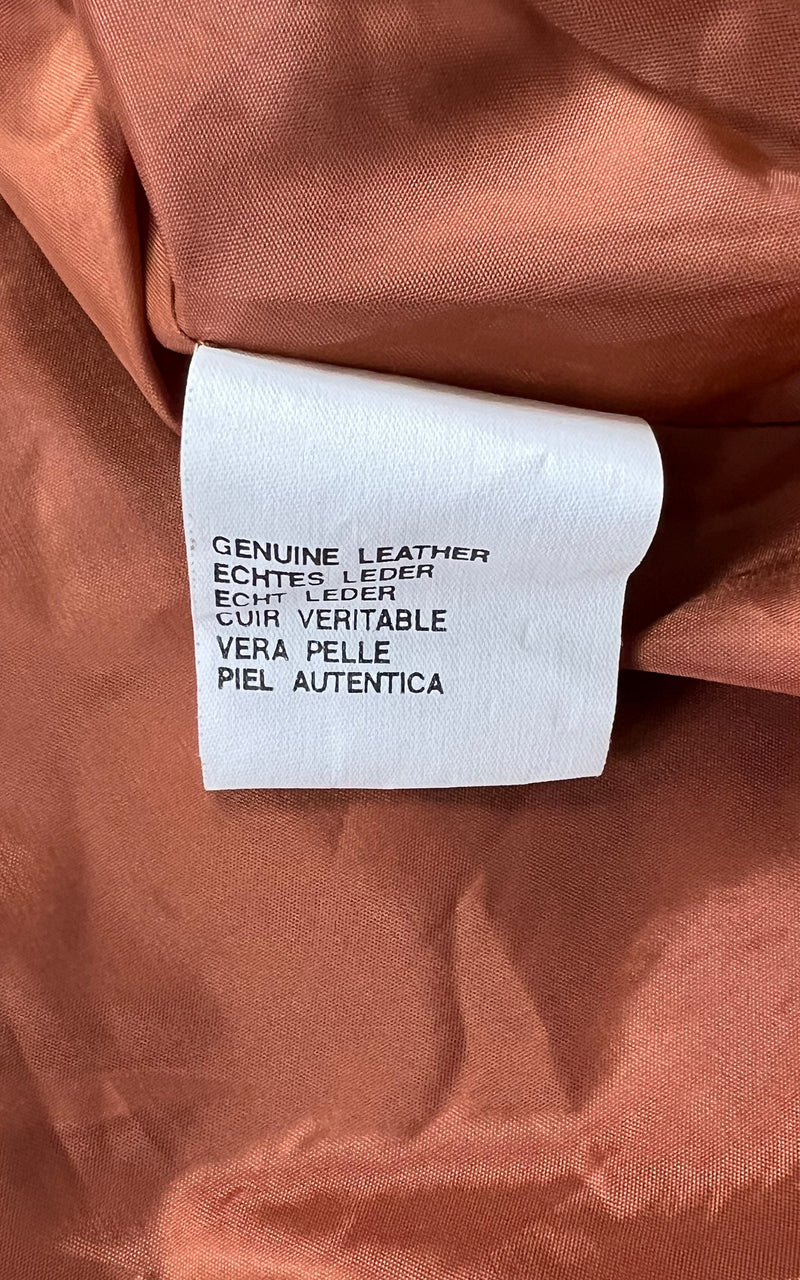 GENUINE LEATHER
ECHTES LEDER
ECHT LEDER
CUIR VERITABLE
VERA PELLE
PIEL AUTENTICA